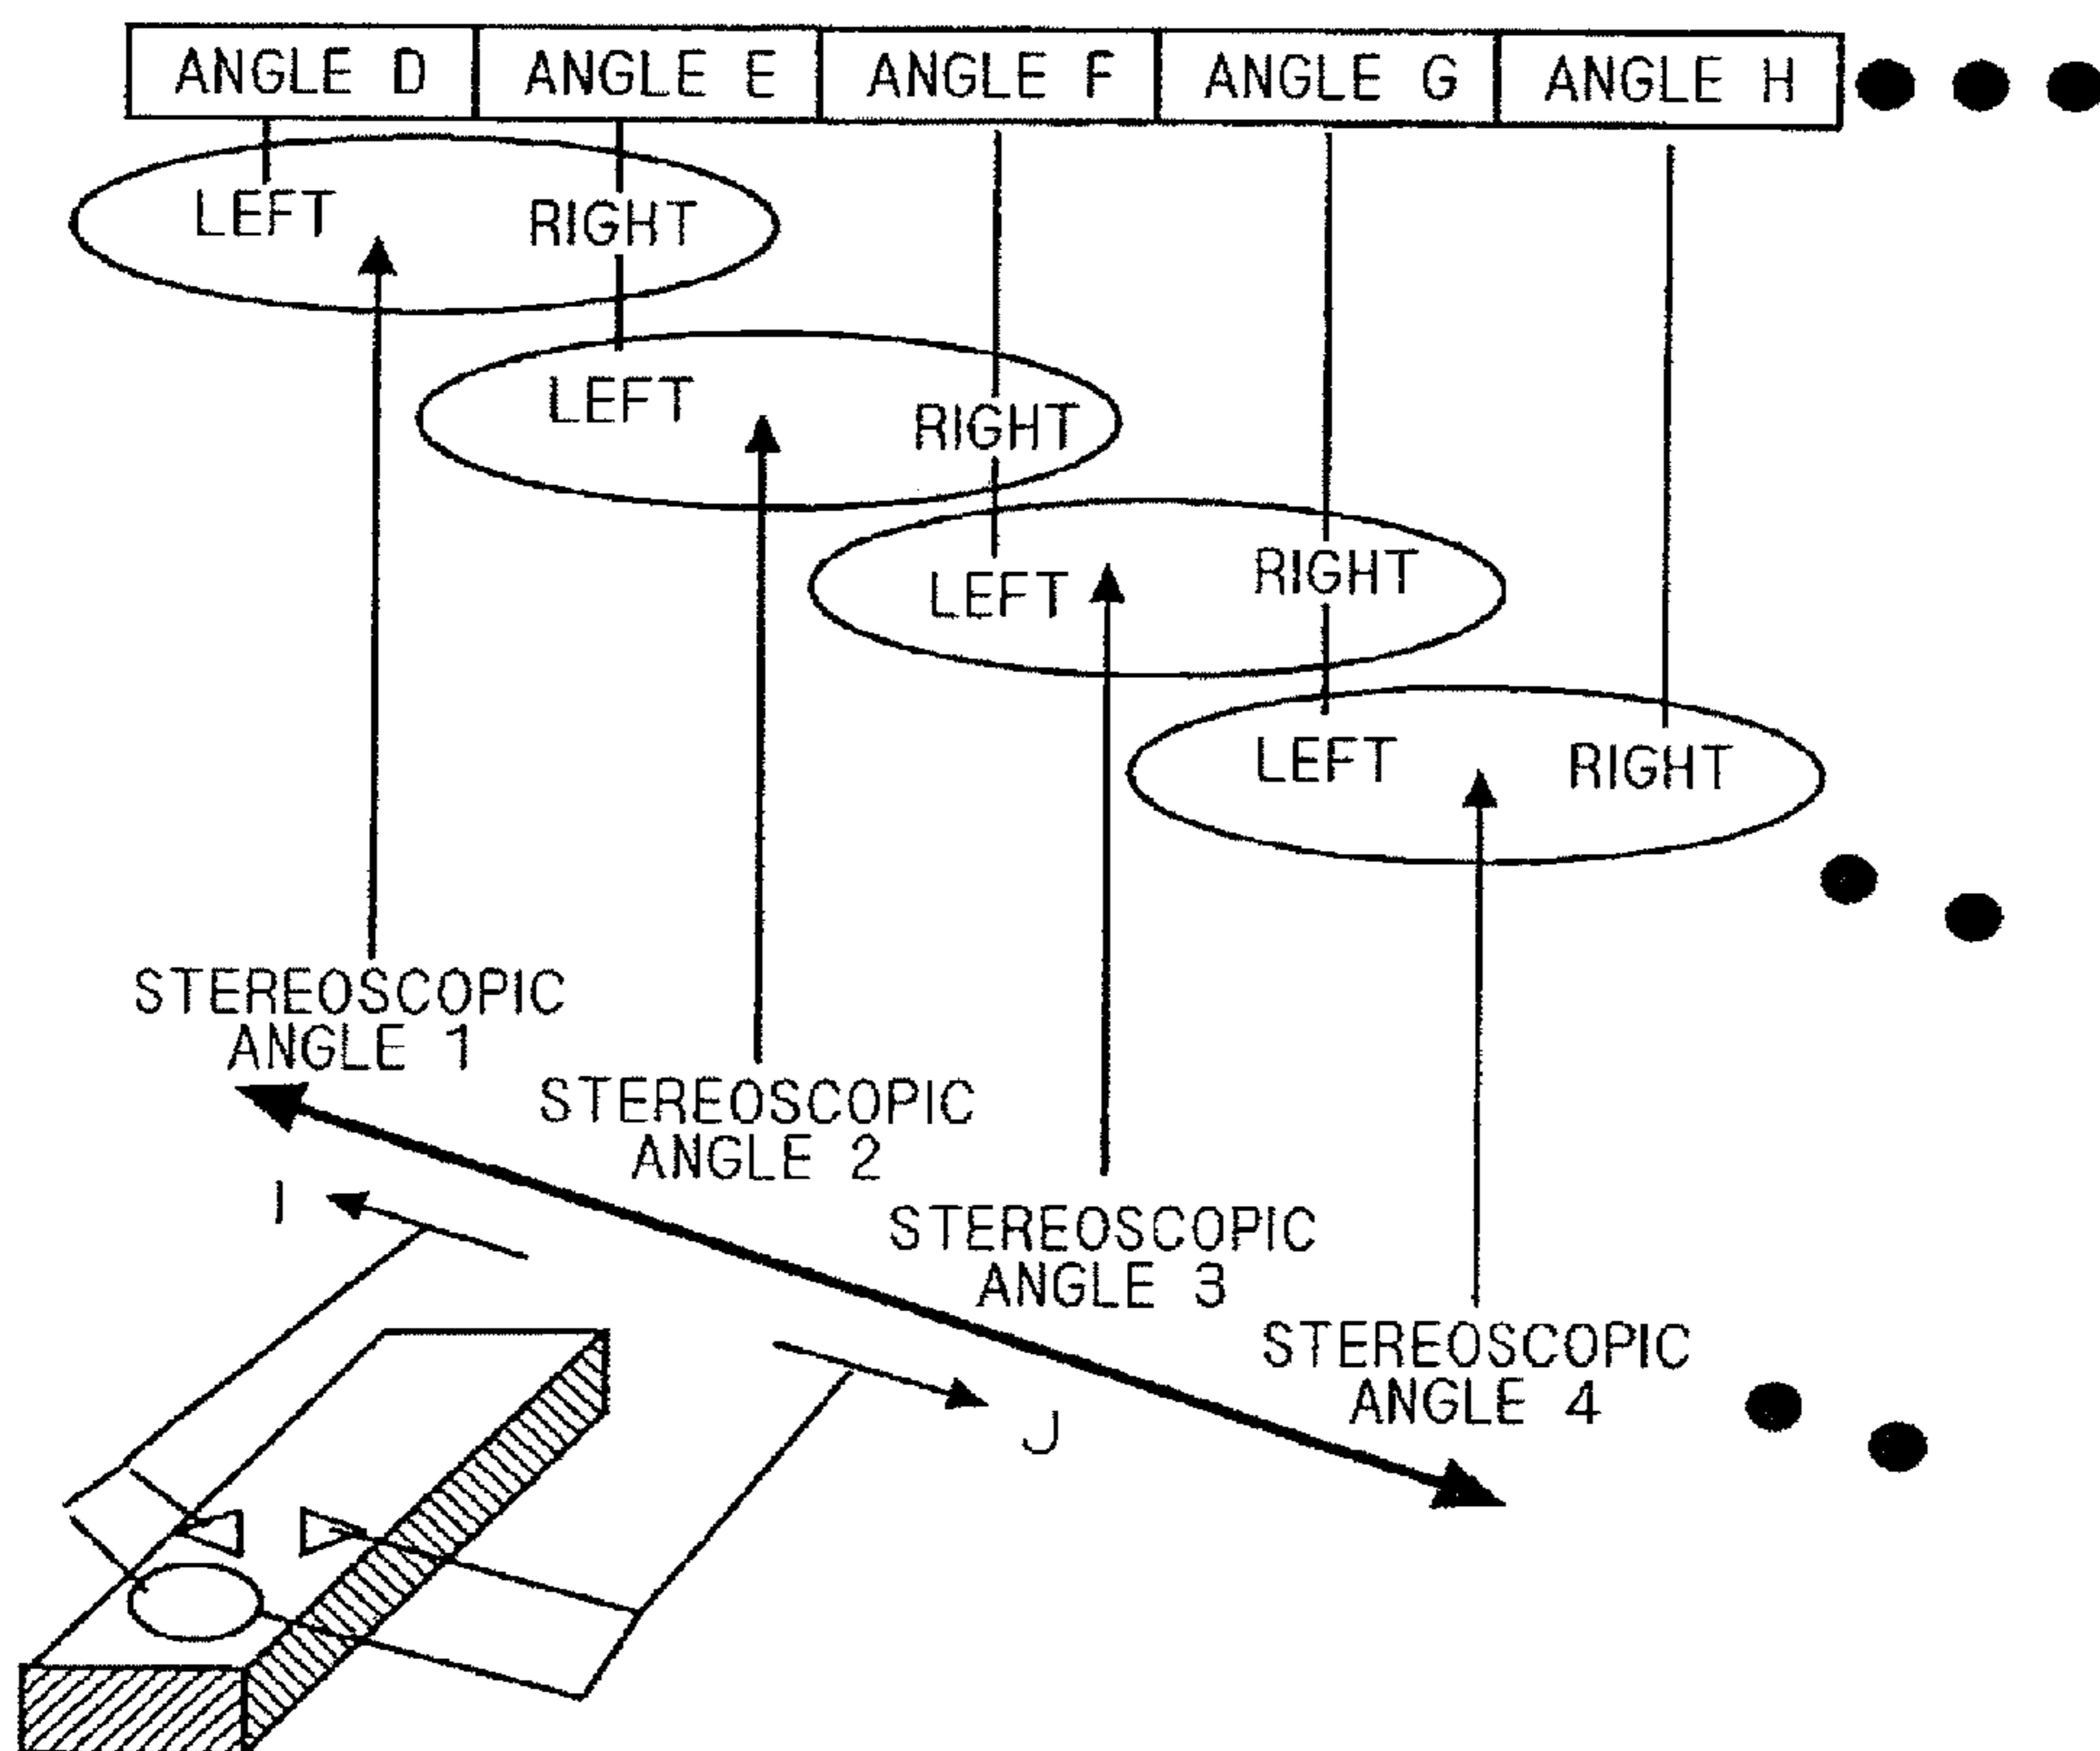 ANGLE D ANGLE E ANGLE F ANGLE G ANGLE H
LEFT RIGHT
LEFT RIGHT
LEFT RIGHT
LEFT RIGHT
STEREOSCOPIC
ANGLE 1
STEREOSCOPIC
ANGLE 2
STEREOSCOPIC
ANGLE 3
STEREOSCOPIC
ANGLE 4
I
J